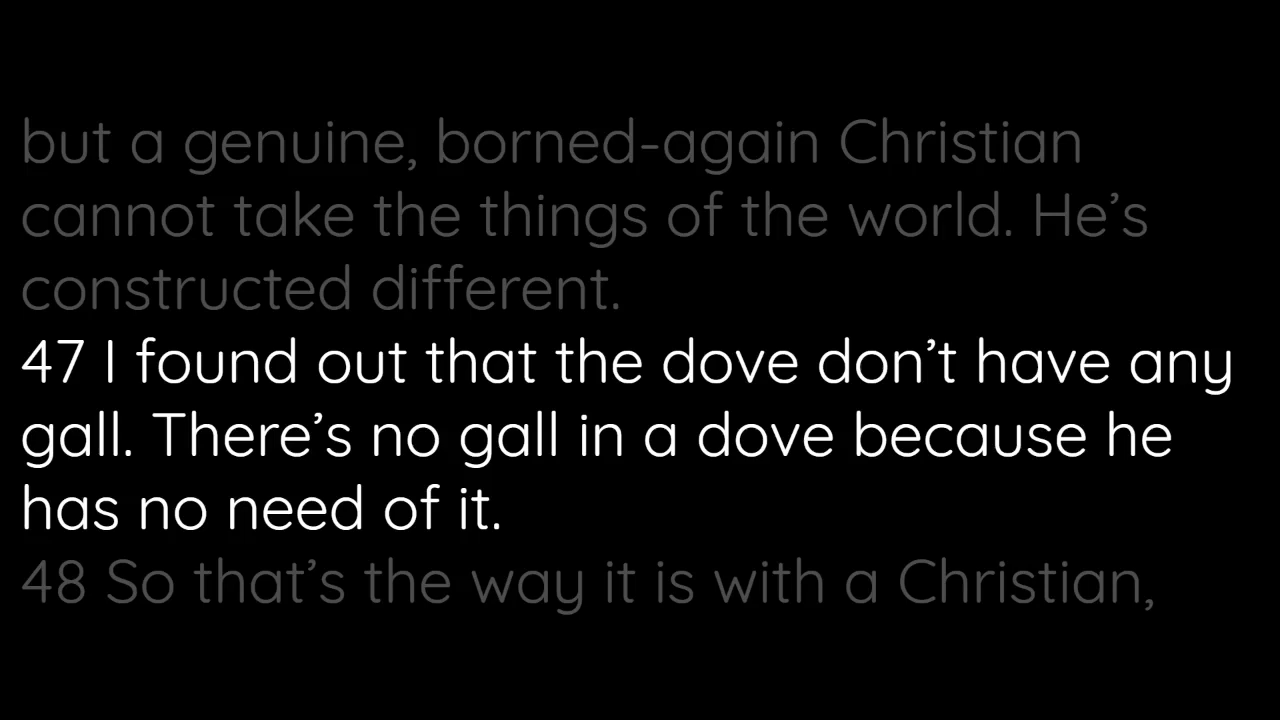 but a genuine, borned-again Christian
cannot take the things of the world. He’s
constructed different.
47 I found out that the dove don’t have any
gall. There’s no gall in a dove because he
has no need of it.
48 So that’s the way it is with a Christian,